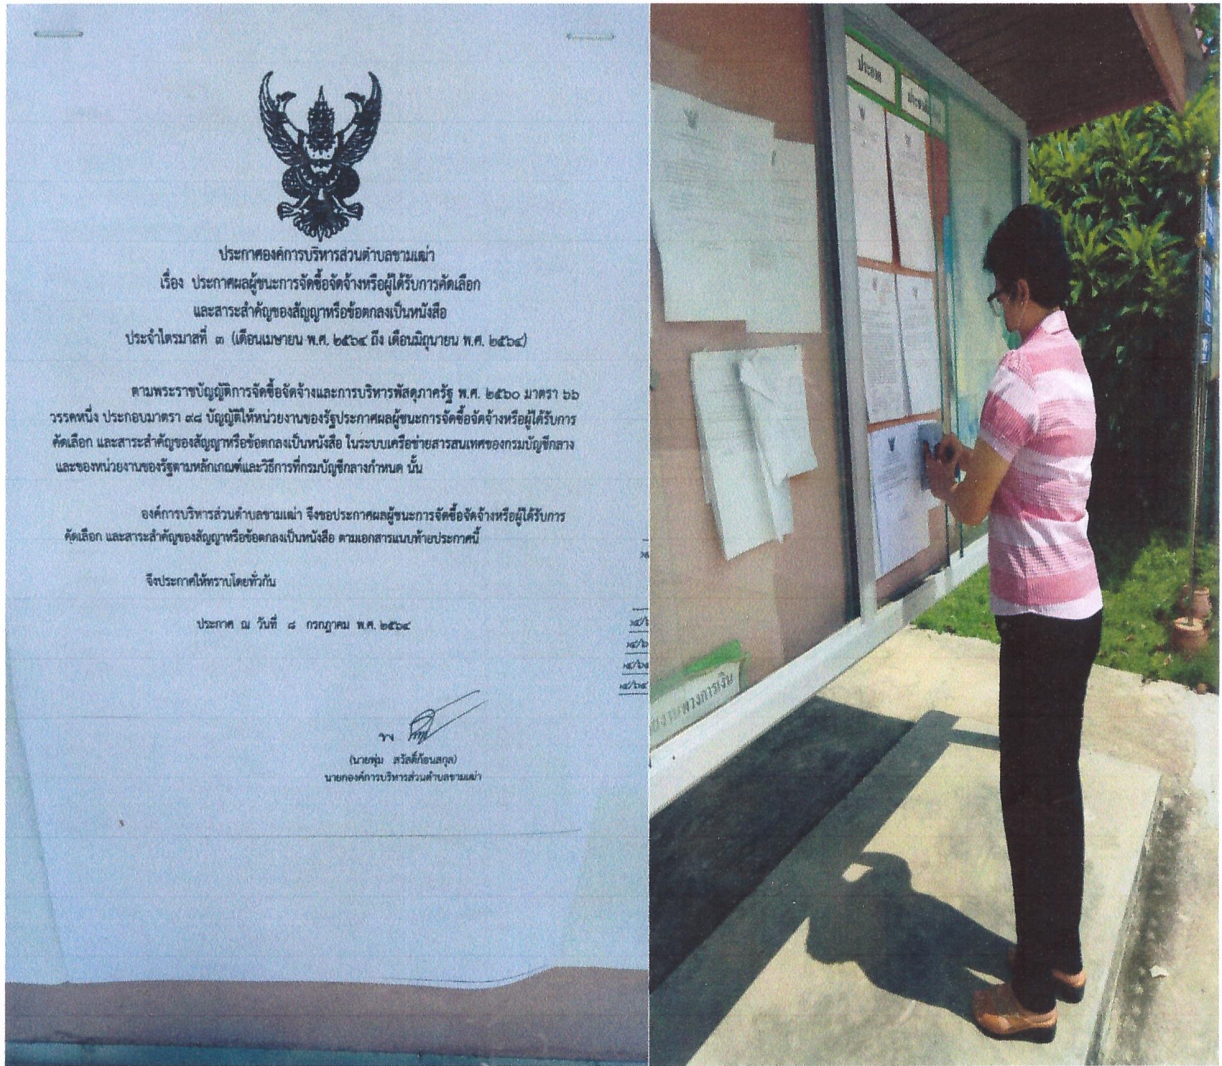 ประกาศองค์การบริหารส่วนตำบลขามเฒ่า
เรื่อง ประกาศผลผู้ชนะการจัดซื้อจัดจ้างหรือผู้ได้รับการคัดเลือก
และสาระสำคัญของสัญญาหรือข้อตกลงเป็นหนังสือ
ประจำไตรมาสที่ ๓ (เดือนเมษายน พ.ศ. ๒๕๖๔ ถึง เดือนมิถุนายน พ.ศ. ๒๕๖๔)
ตามพระราชบัญญัติการจัดซื้อจัดจ้างและการบริหารพัสดุภาครัฐ พ.ศ. ๒๕๖๐ มาตรา ๖๖
วรรคหนึ่ง ประกอบมาตรา ๙๘ บัญญัติให้หน่วยงานของรัฐประกาศผลผู้ชนะการจัดซื้อจัดจ้างหรือผู้ได้รับการ
คัดเลือก และสาระสำคัญของสัญญาหรือข้อตกลงเป็นหนังสือ ในระบบเครือข่ายสารสนเทศของกรมบัญชีกลาง
และของหน่วยงานของรัฐตามหลักเกณฑ์และวิธีการที่กรมบัญชีกลางกำหนด นั้น
องค์การบริหารส่วนตำบลขามเฒ่า จึงขอประกาศผลผู้ชนะการจัดซื้อจัดจ้างหรือผู้ได้รับการ
คัดเลือก และสาระสำคัญของสัญญาหรือข้อตกลงเป็นหนังสือ ตามเอกสารแนบท้ายประกาศนี้
จึงประกาศให้ทราบโดยทั่วกัน
ประกาศ ณ วันที่ ๘ กรกฎาคม พ.ศ. ๒๕๖๔
(นายพุ่ม สวัสดิ์ก้อนสกุล)
นายกองค์การบริหารส่วนตำบลขามเฒ่า
ประกาศ
ทางการเงิน